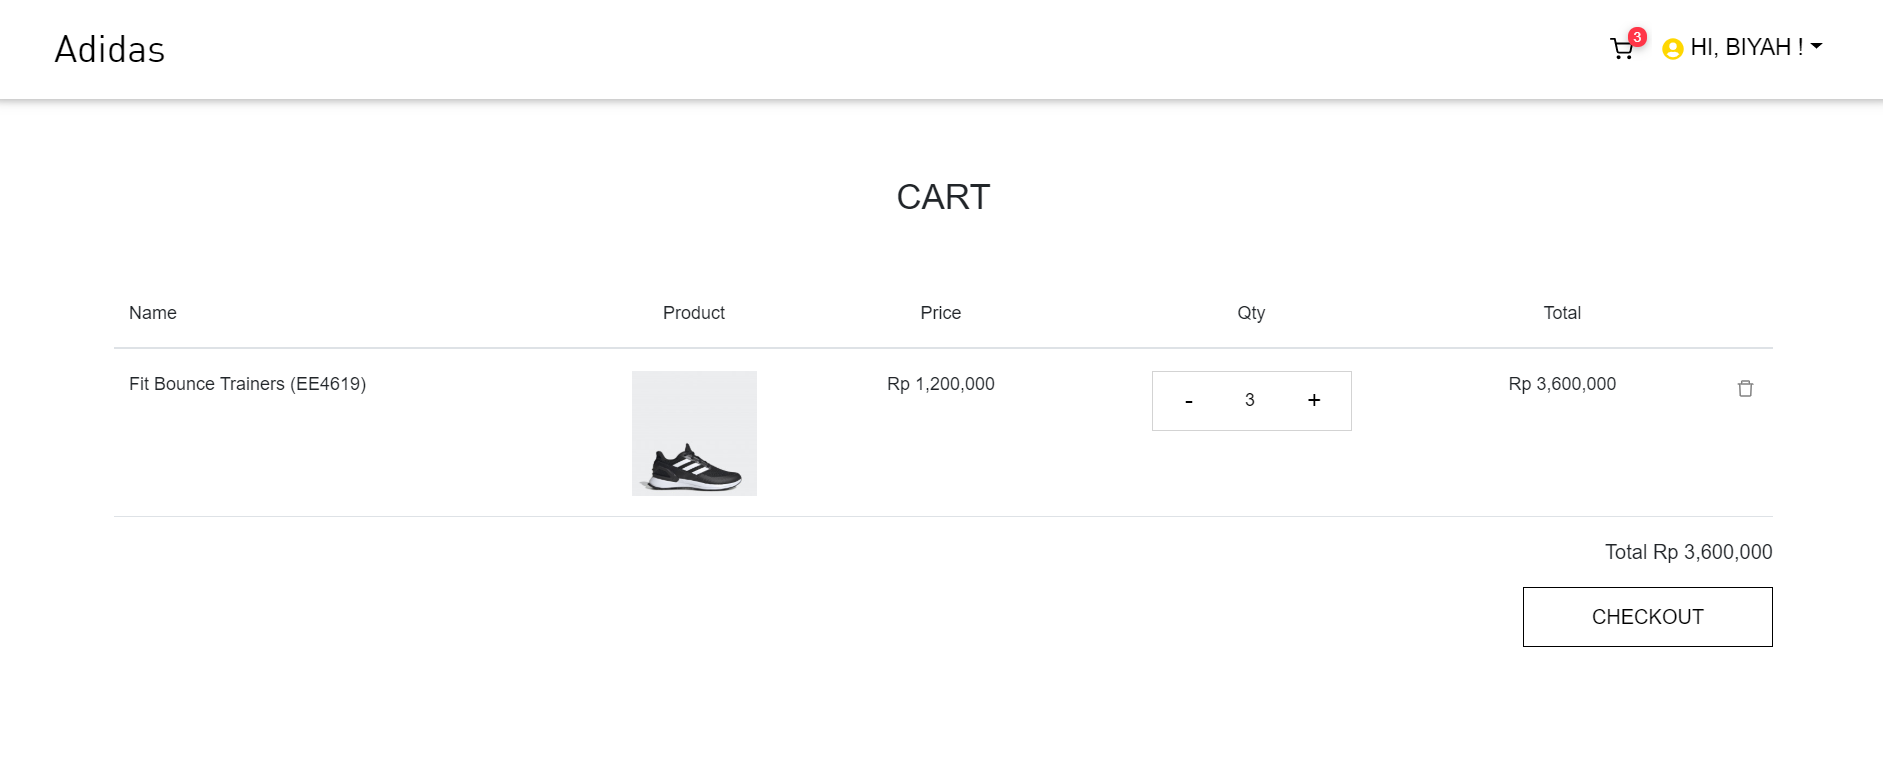 Adidas
3
HI, BIYAH !
CART
Name Product Price Qty Total
Fit Bounce Trainers (EE4619) Rp 1,200,000 - 3 + Rp 3,600,000
Total Rp 3,600,000
CHECKOUT